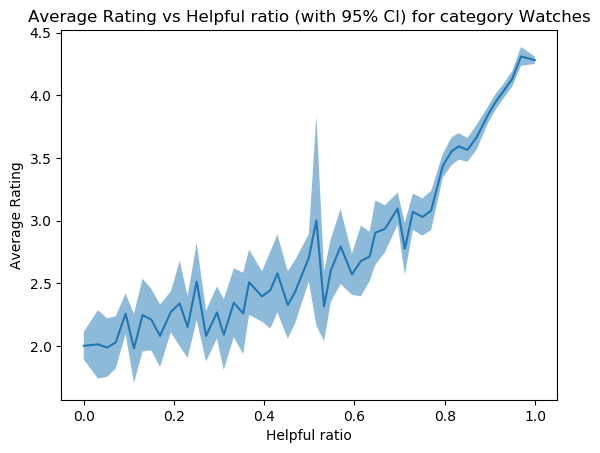 Average Rating vs Helpful ratio (with 95% CI) for category Watches
4.5
4.0
3.5
3.0
2.5
2.0
Average Rating
0.0 0.2 0.4 0.6 0.8 1.0
Helpful ratio